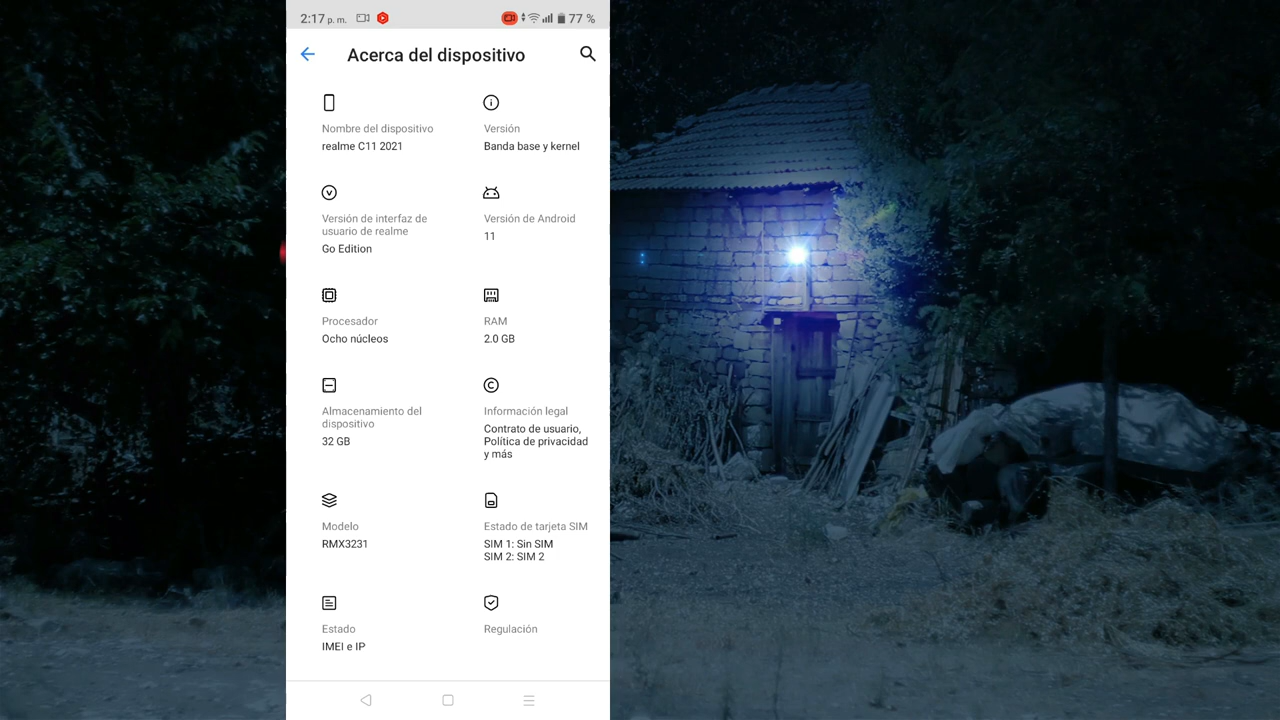 2:17 p. m.
77 %
Acerca del dispositivo
Nombre del dispositivo
realme C11 2021
Versión
Banda base y kernel
Versión de interfaz de
usuario de realme
Go Edition
Versión de Android
11
Procesador
Ocho núcleos
RAM
2.0 GB
Almacenamiento del
dispositivo
32 GB
Información legal
Contrato de usuario,
Política de privacidad
y más
Modelo
RMX3231
Estado de tarjeta SIM
SIM 1: Sin SIM
SIM 2: SIM 2
Estado
IMEI e IP
Regulación